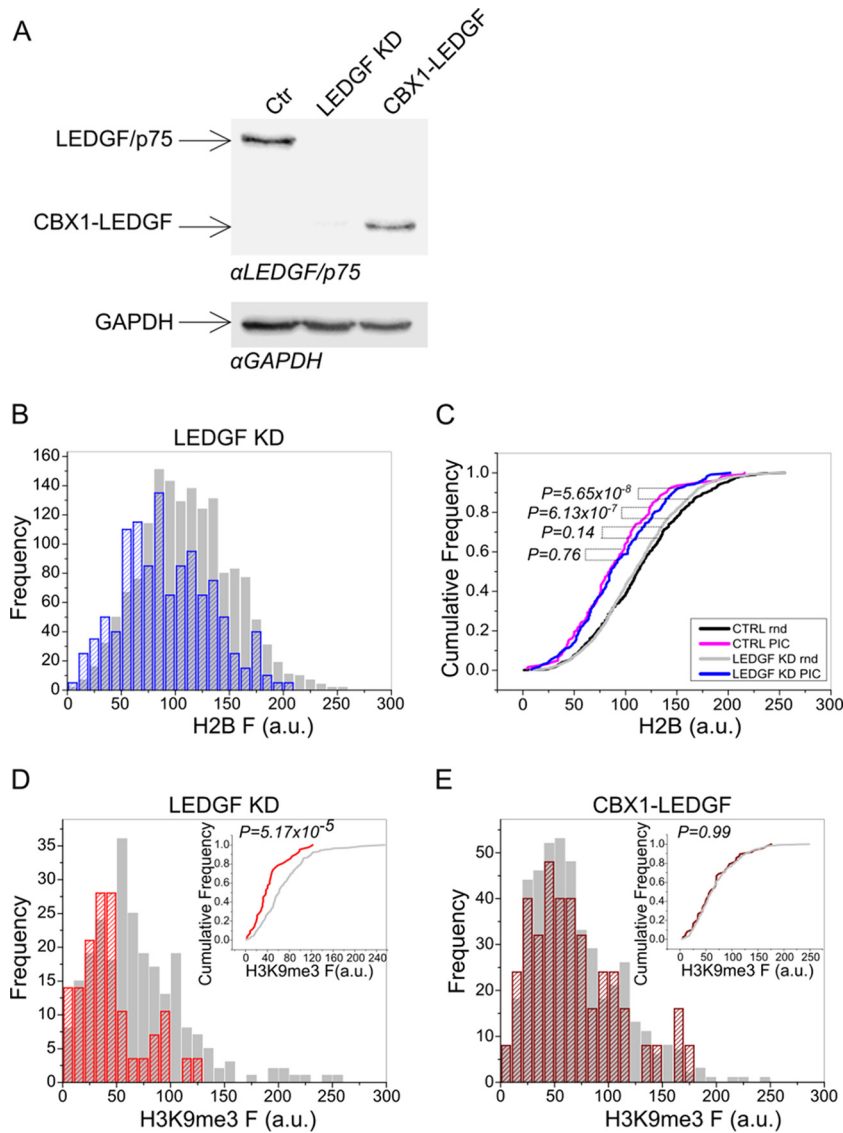 A
Ctr
LEDGF KD
CBX1-LEDGF
LEDGF/p75
CBX1-LEDGF
αLEDGF/p75
GAPDH
αGAPDH
B
LEDGF KD
Frequency
160
140
120
100
80
60
40
20
0
0 50 100 150 200 250 300
H2B F (a.u.)
C
Cumulative Frequency
1.0
0.8
0.6
0.4
0.2
0.0
P=5.65x10-8
P=6.13x10-7
P=0.14
P=0.76
CTRL rnd
CTRL PIC
LEDGF KD rnd
LEDGF KD PIC
0 50 100 150 200 250 300
H2B (a.u.)
D
LEDGF KD
Frequency
35
30
25
20
15
10
5
0
P=5.17x10-5
Cumulative Frequency
1.0
0.8
0.6
0.4
0.2
0.0
0 40 80 120 160 200 240
H3K9me3 F(a.u.)
0 50 100 150 200 250 300
H3K9me3 F (a.u.)
E
CBX1-LEDGF
Frequency
50
40
30
20
10
0
P=0.99
Cumulative Frequency
1.0
0.8
0.6
0.4
0.2
0.0
0 50 100 150 200 250
H3K9me3 F(a.u.)
0 50 100 150 200 250 300
H3K9me3 F (a.u.)